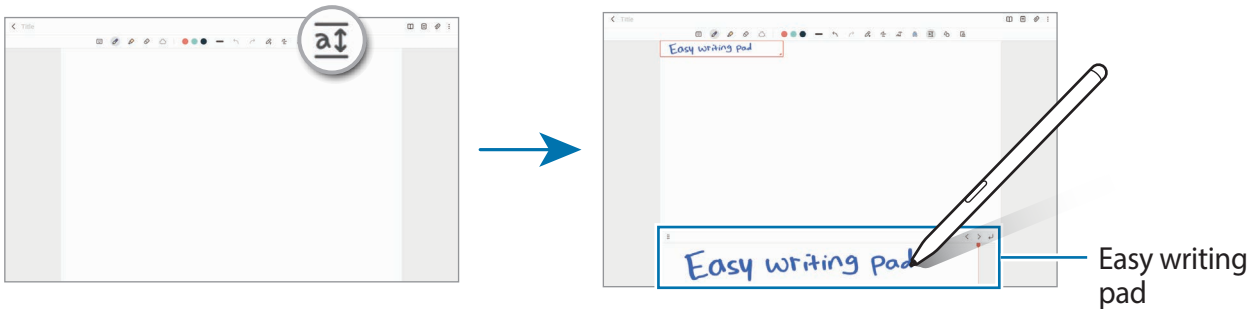 Title
a
Title
Easy writing pad
Easy writing pad
Easy writing
pad